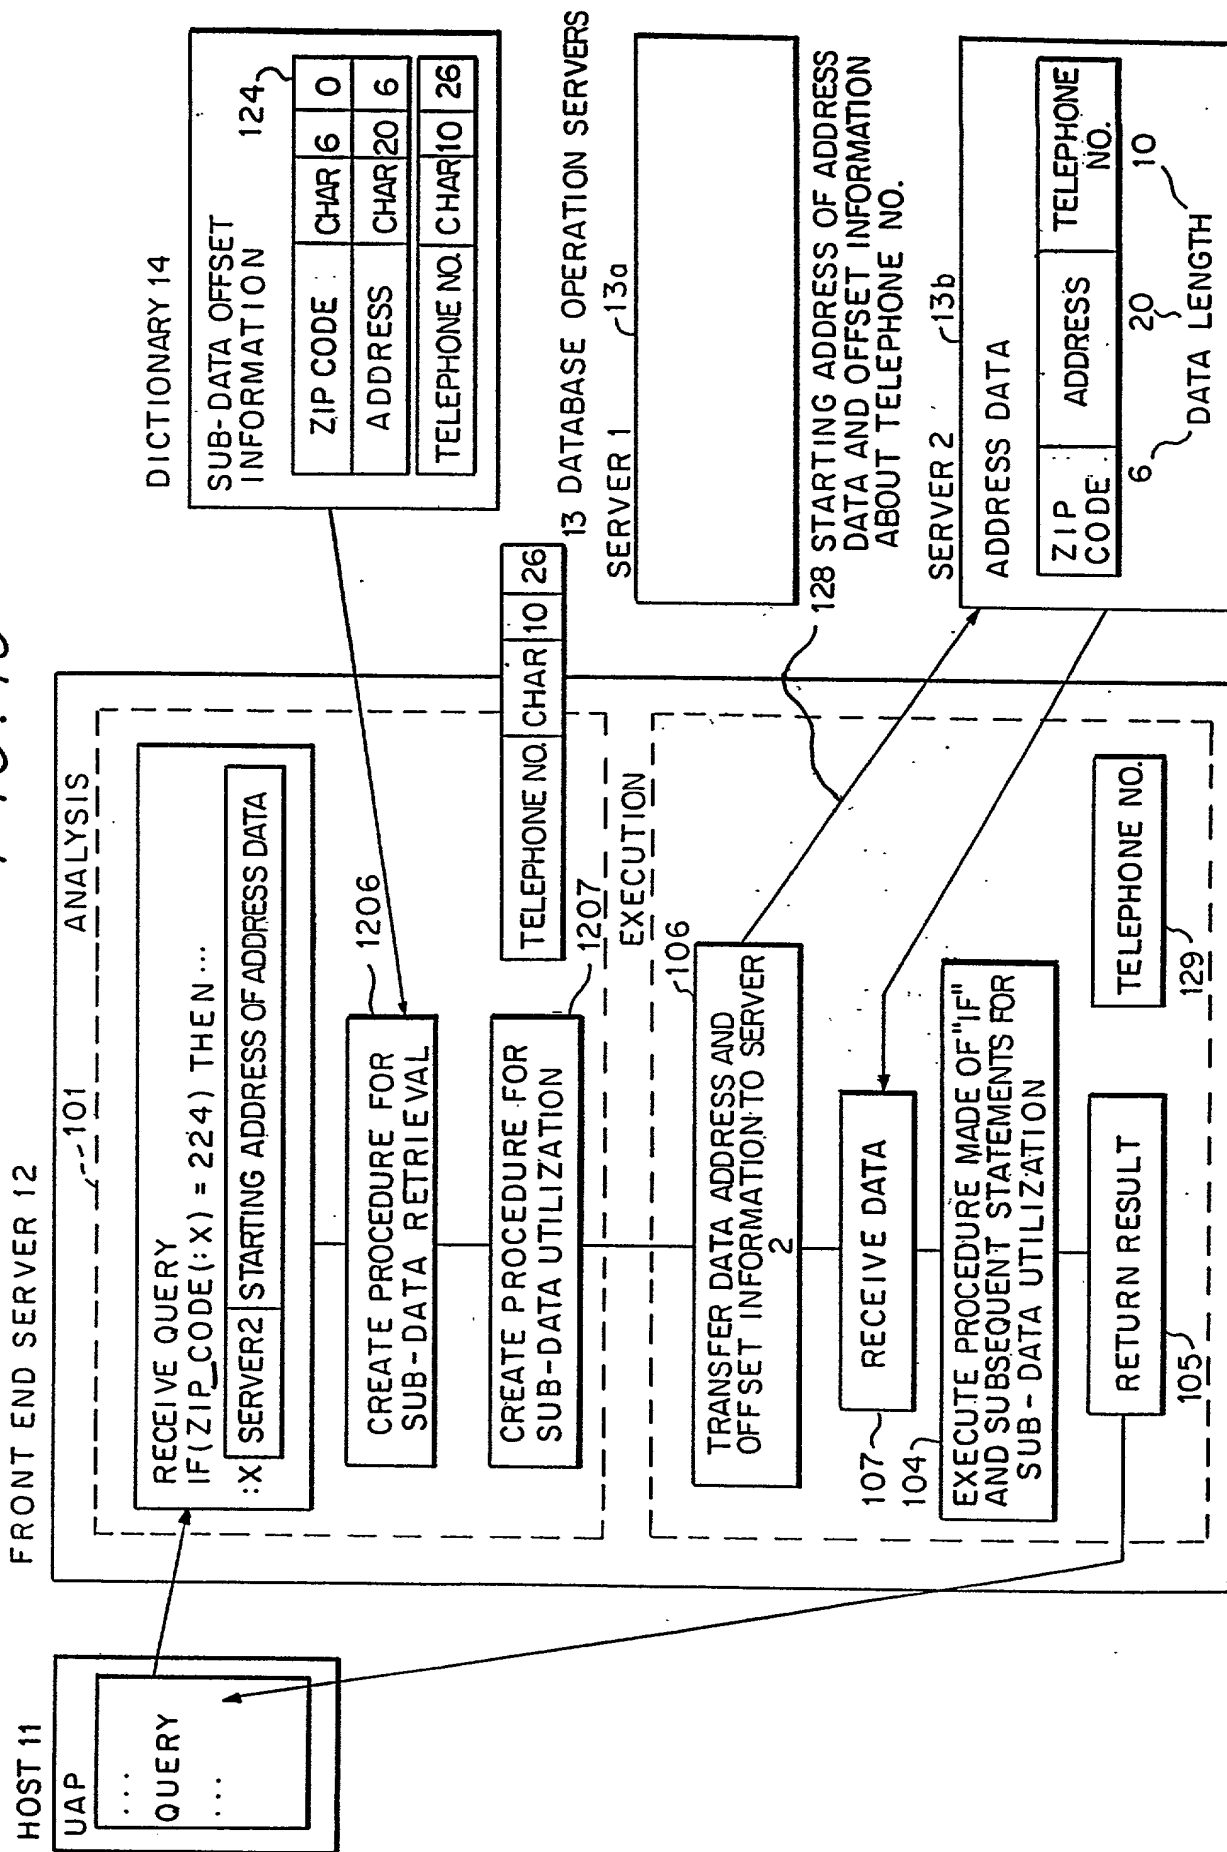 HOST 11
UAP
...
QUERY
...
FRONT END SERVER 12
101
ANALYSIS
RECEIVE QUERY
IF(ZIP_CODE(:X) = 224) THEN ...
:X SERVER2 STARTING ADDRESS OF ADDRESS DATA
1206
CREATE PROCEDURE FOR
SUB-DATA RETRIEVAL
1207
CREATE PROCEDURE FOR
SUB-DATA UTILIZATION
TELEPHONE NO. CHAR 10 26
EXECUTION
106
TRANSFER DATA ADDRESS AND
OFFSET INFORMATION TO SERVER
2
107
RECEIVE DATA
104
EXECUTE PROCEDURE MADE OF "IF"
AND SUBSEQUENT STATEMENTS FOR
SUB-DATA UTILIZATION
105
RETURN RESULT
TELEPHONE NO.
129
DICTIONARY 14
SUB-DATA OFFSET
INFORMATION
124
ZIP CODE CHAR 6 0
ADDRESS CHAR 20 6
TELEPHONE NO. CHAR 10 26
13 DATABASE OPERATION SERVERS
SERVER 1
13a
128 STARTING ADDRESS OF ADDRESS
DATA AND OFFSET INFORMATION
ABOUT TELEPHONE NO.
SERVER 2
13b
ADDRESS DATA
ZIP
CODE
ADDRESS
TELEPHONE
NO.
6
20
10
DATA LENGTH